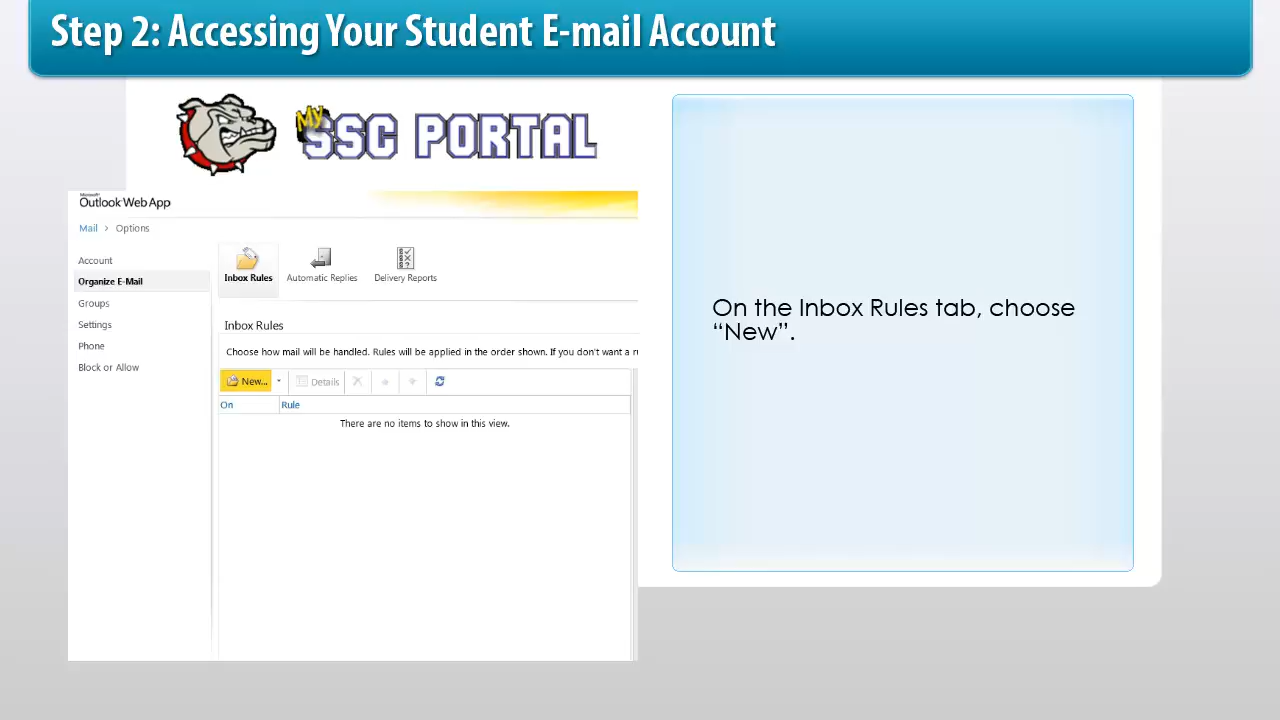 Step 2: Accessing Your Student E-mail Account
My SSC PORTAL
Microsoft
Outlook Web App
Mail › Options
Account
Organize E-Mail
Groups
Settings
Phone
Block or Allow
Inbox Rules
Automatic Replies
Delivery Reports
Inbox Rules
Choose how mail will be handled. Rules will be applied in the order shown. If you don't want a ru
New...
Details
On
Rule
There are no items to show in this view.
On the Inbox Rules tab, choose
“New”.